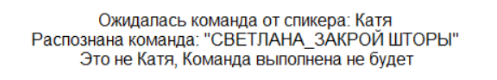 Ожидалась команда от спикера: Катя
Распознана команда: "СВЕТЛАНА_ЗАКРОЙ ШТОРЫ"
Это не Катя, Команда выполнена не будет